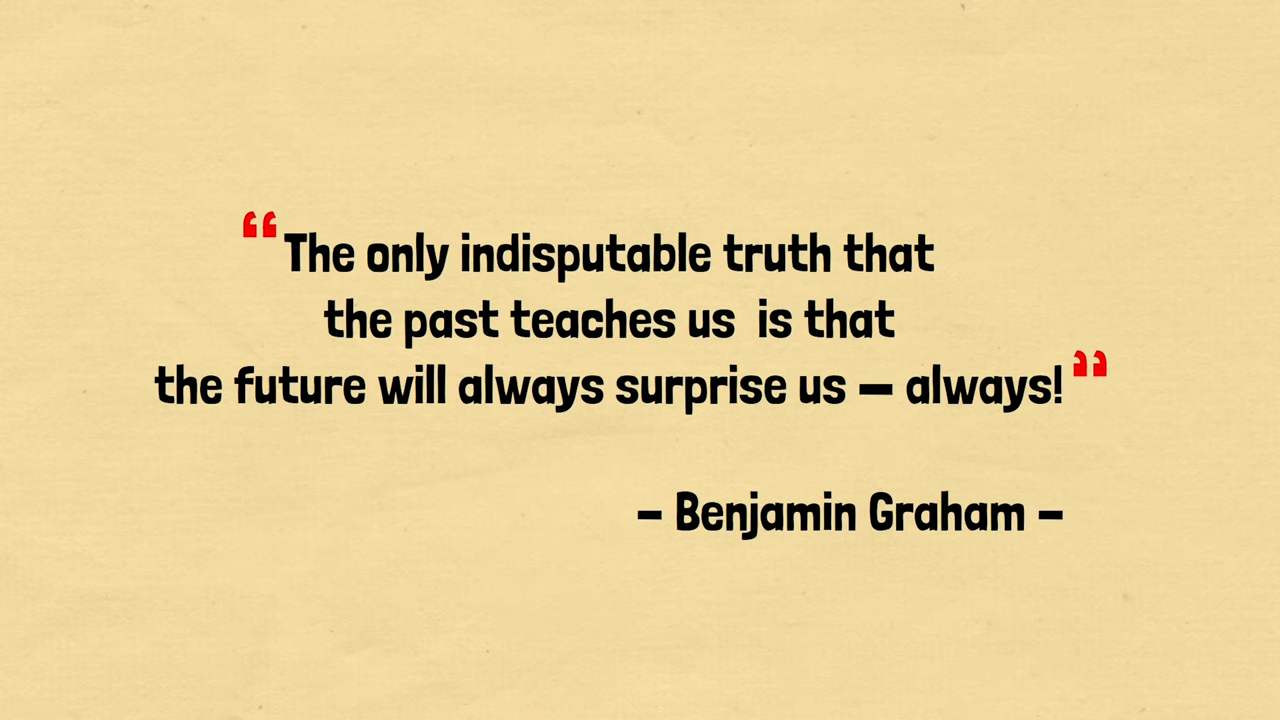 “The only indisputable truth that
the past teaches us  is that
the future will always surprise us — always!”
– Benjamin Graham –